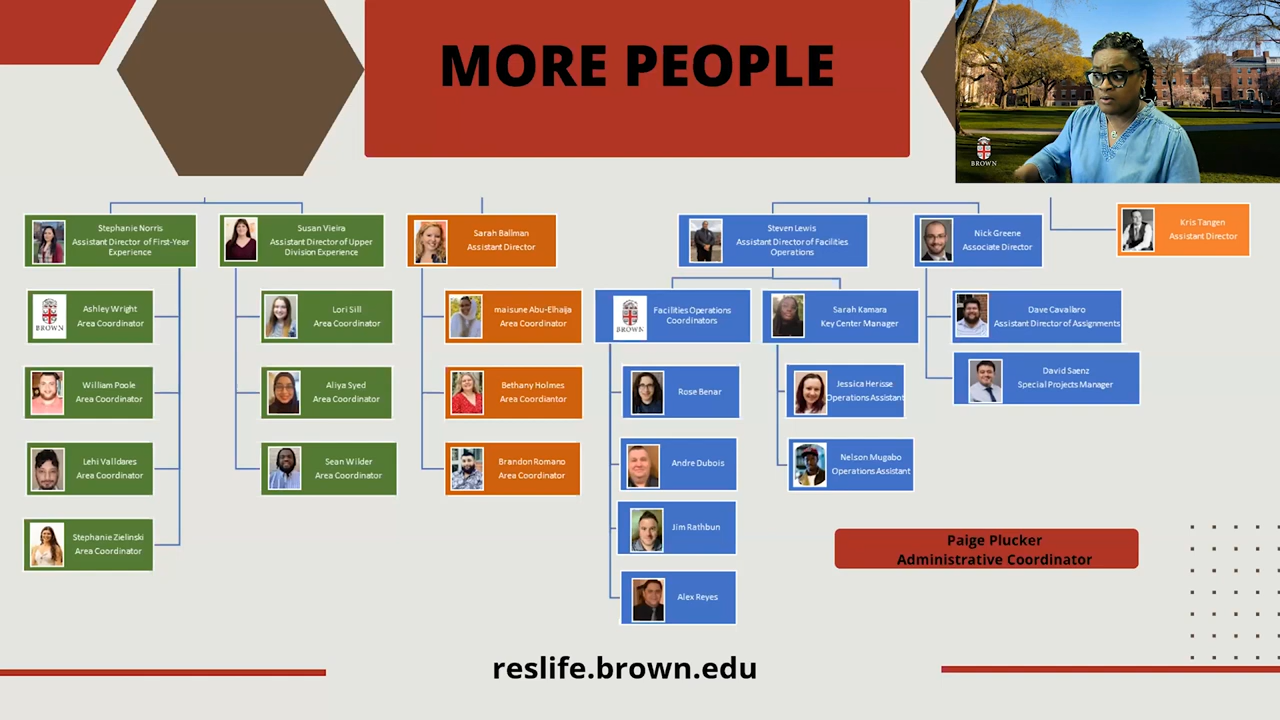 MORE PEOPLE
BROWN
Stephanie Norris
Assistant Director of First-Year
Experience
Susan Vieira
Assistant Director of Upper
Division Experience
Sarah Ballman
Assistant Director
Steven Lewis
Assistant Director of Facilities
Operations
Nick Greene
Associate Director
Kris Tangen
Assistant Director
BROWN
Ashley Wright
Area Coordinator
Lori Sill
Area Coordinator
maisune Abu-Elhaija
Area Coordinator
BROWN
Facilities Operations
Coordinators
Sarah Kamara
Key Center Manager
Dave Cavallaro
Assistant Director of Assignments
William Poole
Area Coordinator
Aliya Syed
Area Coordinator
Bethany Holmes
Area Coordiantor
Rose Benar
Jessica Herisse
Operations Assistant
David Saenz
Special Projects Manager
Lehi Valldares
Area Coordinator
Sean Wilder
Area Coordinator
Brandon Romano
Area Coordinator
Andre Dubois
Nelson Mugabo
Operations Assistant
Stephanie Zielinski
Area Coordinator
Jim Rathbun
Alex Reyes
Paige Plucker
Administrative Coordinator
reslife.brown.edu